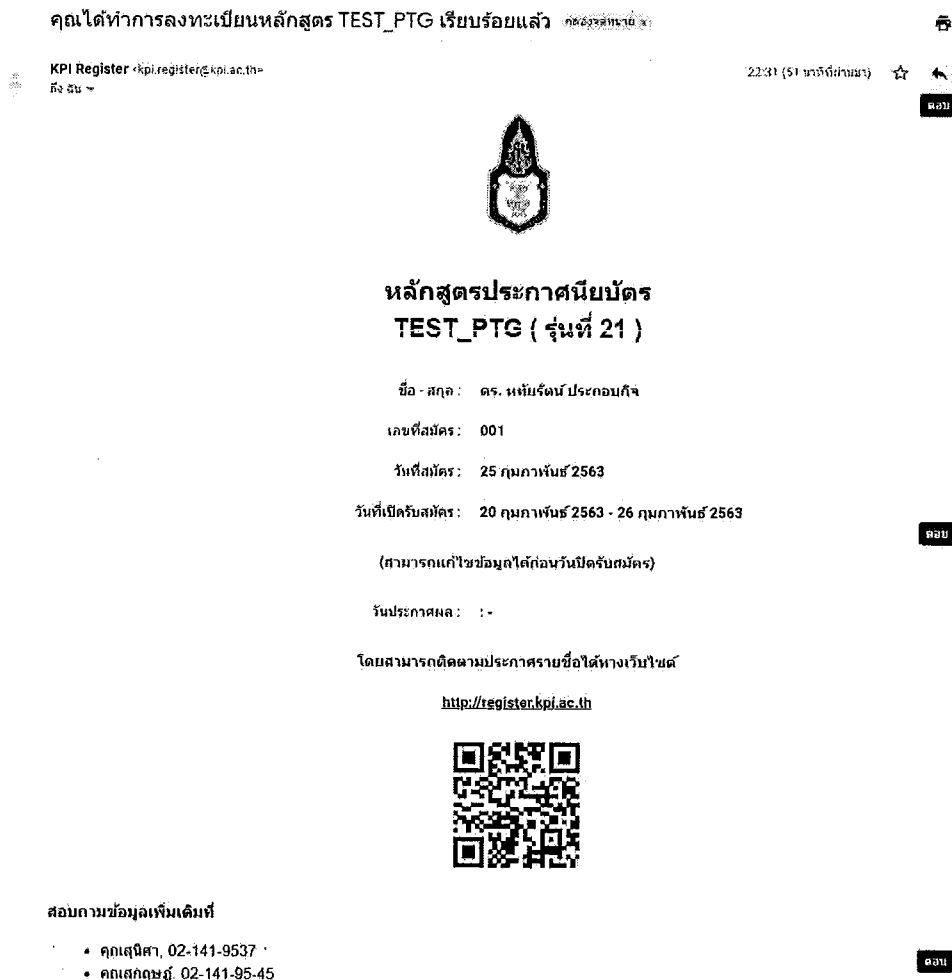 คุณได้ทำการลงทะเบียนหลักสูตร TEST_PTG เรียบร้อยแล้ว กล่องจดหมาย x
KPI Register <kpi.register@kpi.ac.th>
22:31 (51 นาทีที่ผ่านมา)
ถึง ฉัน
ตอบ
หลักสูตรประกาศนียบัตร
TEST_PTG ( รุ่นที่ 21 )
ชื่อ - สกุล : ดร. หทัยรัตน์ ประกอบกิจ
เลขที่สมัคร : 001
วันที่สมัคร : 25 กุมภาพันธ์ 2563
วันที่เปิดรับสมัคร : 20 กุมภาพันธ์ 2563 - 26 กุมภาพันธ์ 2563
ตอบ
(สามารถแก้ไขข้อมูลได้ก่อนวันปิดรับสมัคร)
วันประกาศผล : : -
โดยสามารถติดตามประกาศรายชื่อได้ทางเว็บไซต์
http://register.kpi.ac.th
สอบถามข้อมูลเพิ่มเติมที่
• คุณสุนิศา, 02-141-9537
• คุณเสกฤษฎ์, 02-141-95-45
ตอบ